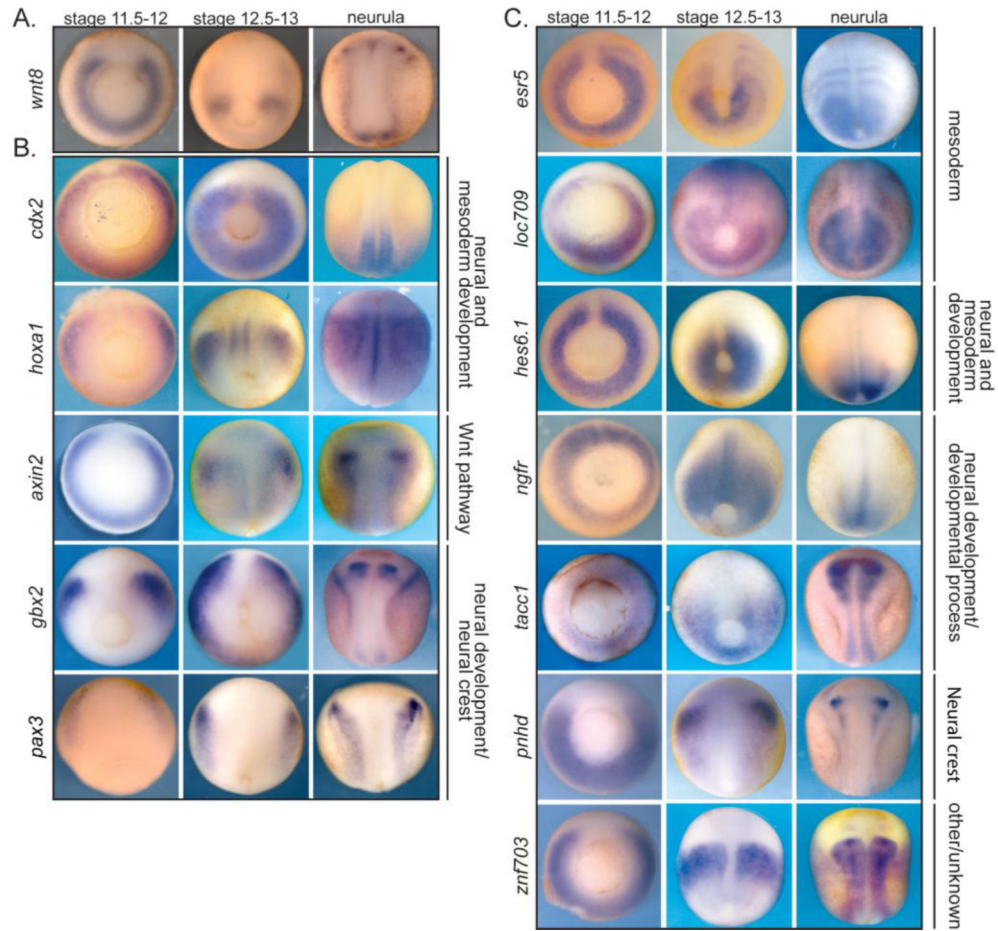 A.
stage 11.5-12 stage 12.5-13 neurula
wnt8
B.
cdx2
hoxa1
neural and
mesoderm development
axin2
Wnt pathway
gbx2
pax3
neural development/
neural crest
C.
stage 11.5-12 stage 12.5-13 neurula
esr5
loc709
mesoderm
hes6.1
neural and
mesoderm
development
ngfr
tacc1
neural development/
developmental process
pnhd
Neural crest
znf703
other/unknown